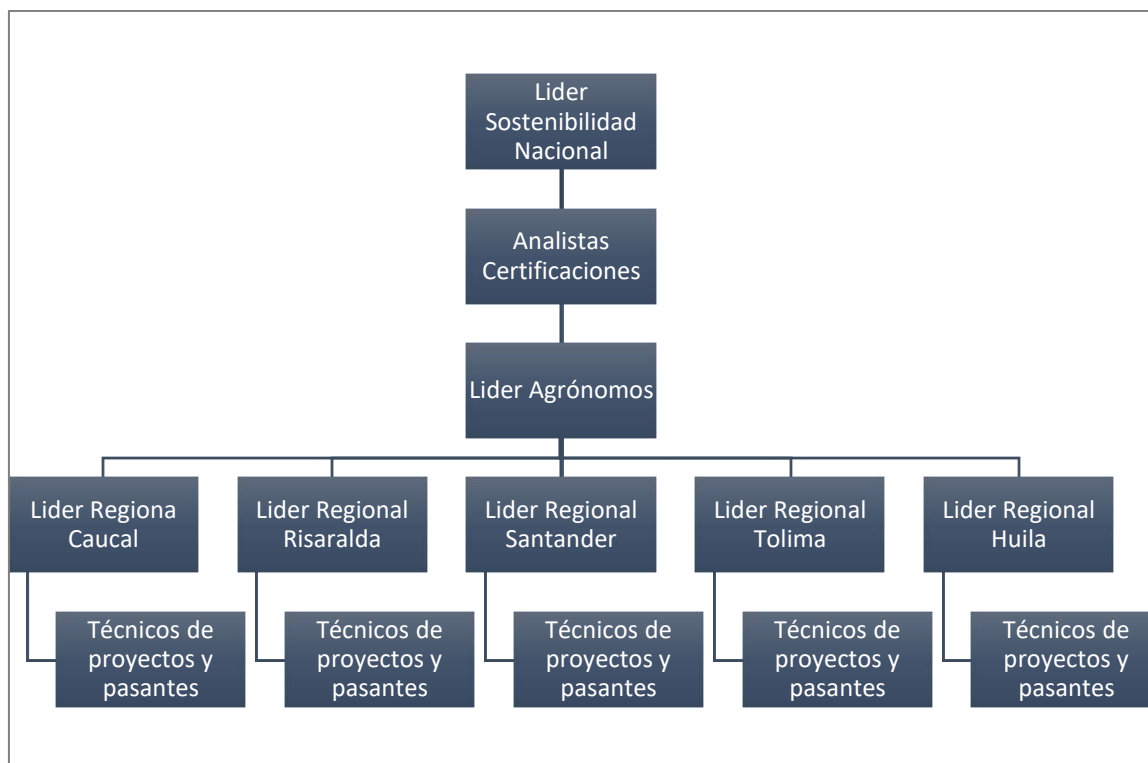 Lider
Sostenibilidad
Nacional
Analistas
Certificaciones
Lider Agrónomos
Lider Regiona
Caucal
Lider Regional
Risaralda
Lider Regional
Santander
Lider Regional
Tolima
Lider Regional
Huila
Técnicos de
proyectos y
pasantes
Técnicos de
proyectos y
pasantes
Técnicos de
proyectos y
pasantes
Técnicos de
proyectos y
pasantes
Técnicos de
proyectos y
pasantes